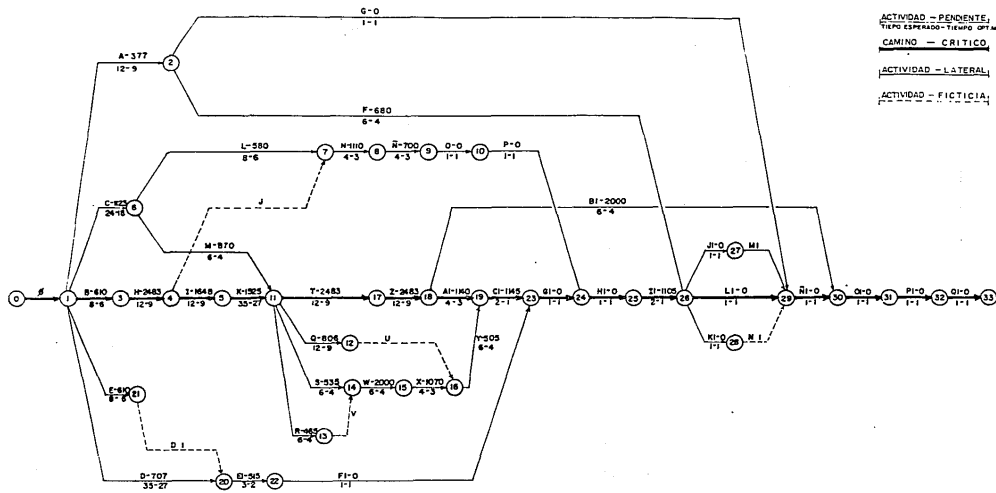 G-0
1-1
ACTIVIDAD - PENDIENTE
TIEPO ESPERADO-TIEMPO OPT.M
CAMINO - CRITICO
ACTIVIDAD - LATERAL
ACTIVIDAD - FICTICIA
A-377
12-9
2
F-680
6-4
L-580
8-6
7
N-1110
4-3
8
Ñ-700
4-3
9
O-0
1-1
10
P-0
1-1
J
24-18
6
M-870
6-4
B1-2000
6-4
0
Ø
1
B-610
8-6
3
H-2483
12-9
4
I-1648
12-9
5
K-1525
35-27
11
T-2483
12-9
17
Z-2483
12-9
18
A1-1140
4-3
19
C1-1145
2-1
23
G1-0
1-1
24
H1-0
1-1
25
I1-1105
2-1
26
J1-0
1-1
27
M1
L1-0
1-1
29
Ñ1-0
1-1
30
O1-0
1-1
31
P1-0
1-1
32
Q1-0
1-1
33
K1-0
1-1
28
N1
Q-806
12-9
12
U
Y-505
6-4
S-535
6-4
14
W-2000
6-4
15
X-1070
4-3
16
R-465
6-4
13
V
E-610
8-6
21
D1
D-707
35-27
20
E1-515
3-2
22
F1-0
1-1